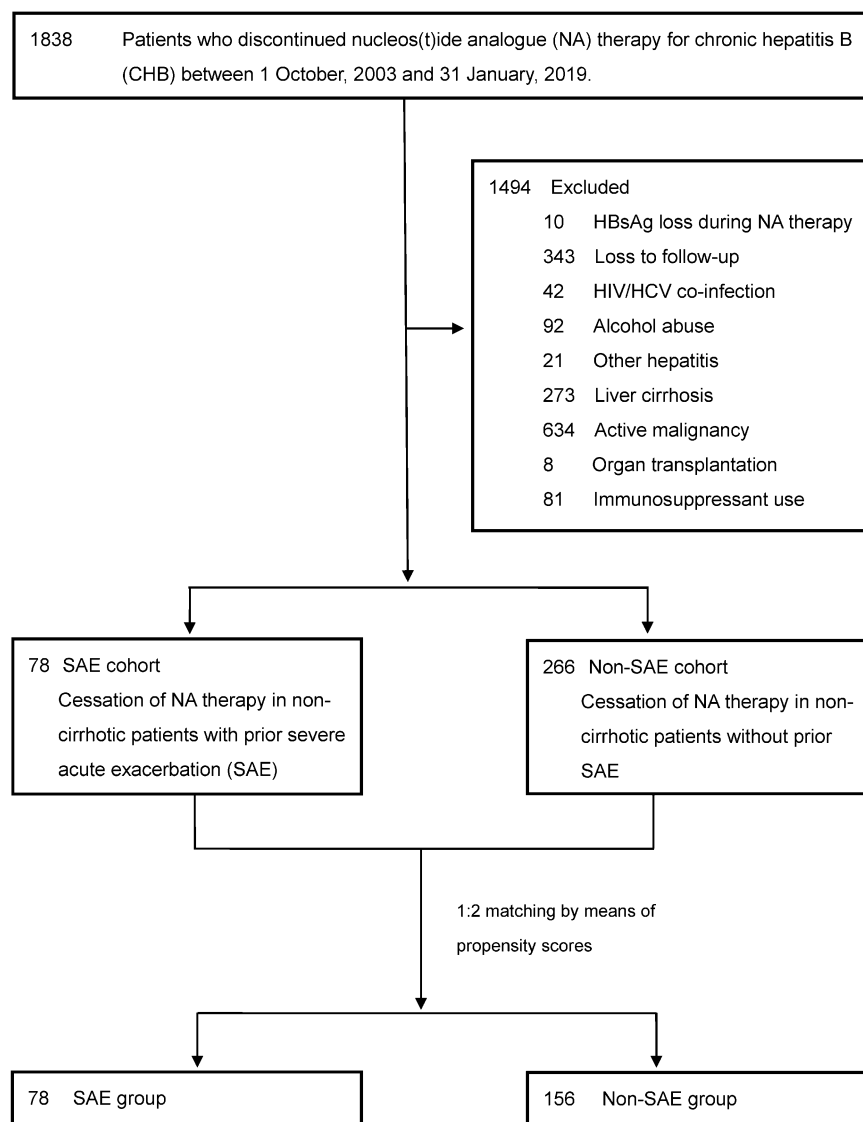 1838 Patients who discontinued nucleos(t)ide analogue (NA) therapy for chronic hepatitis B
(CHB) between 1 October, 2003 and 31 January, 2019.
1494 Excluded
10 HBsAg loss during NA therapy
343 Loss to follow-up
42 HIV/HCV co-infection
92 Alcohol abuse
21 Other hepatitis
273 Liver cirrhosis
634 Active malignancy
8 Organ transplantation
81 Immunosuppressant use
78 SAE cohort
Cessation of NA therapy in non-
cirrhotic patients with prior severe
acute exacerbation (SAE)
266 Non-SAE cohort
Cessation of NA therapy in non-
cirrhotic patients without prior
SAE
1:2 matching by means of
propensity scores
78 SAE group
156 Non-SAE group